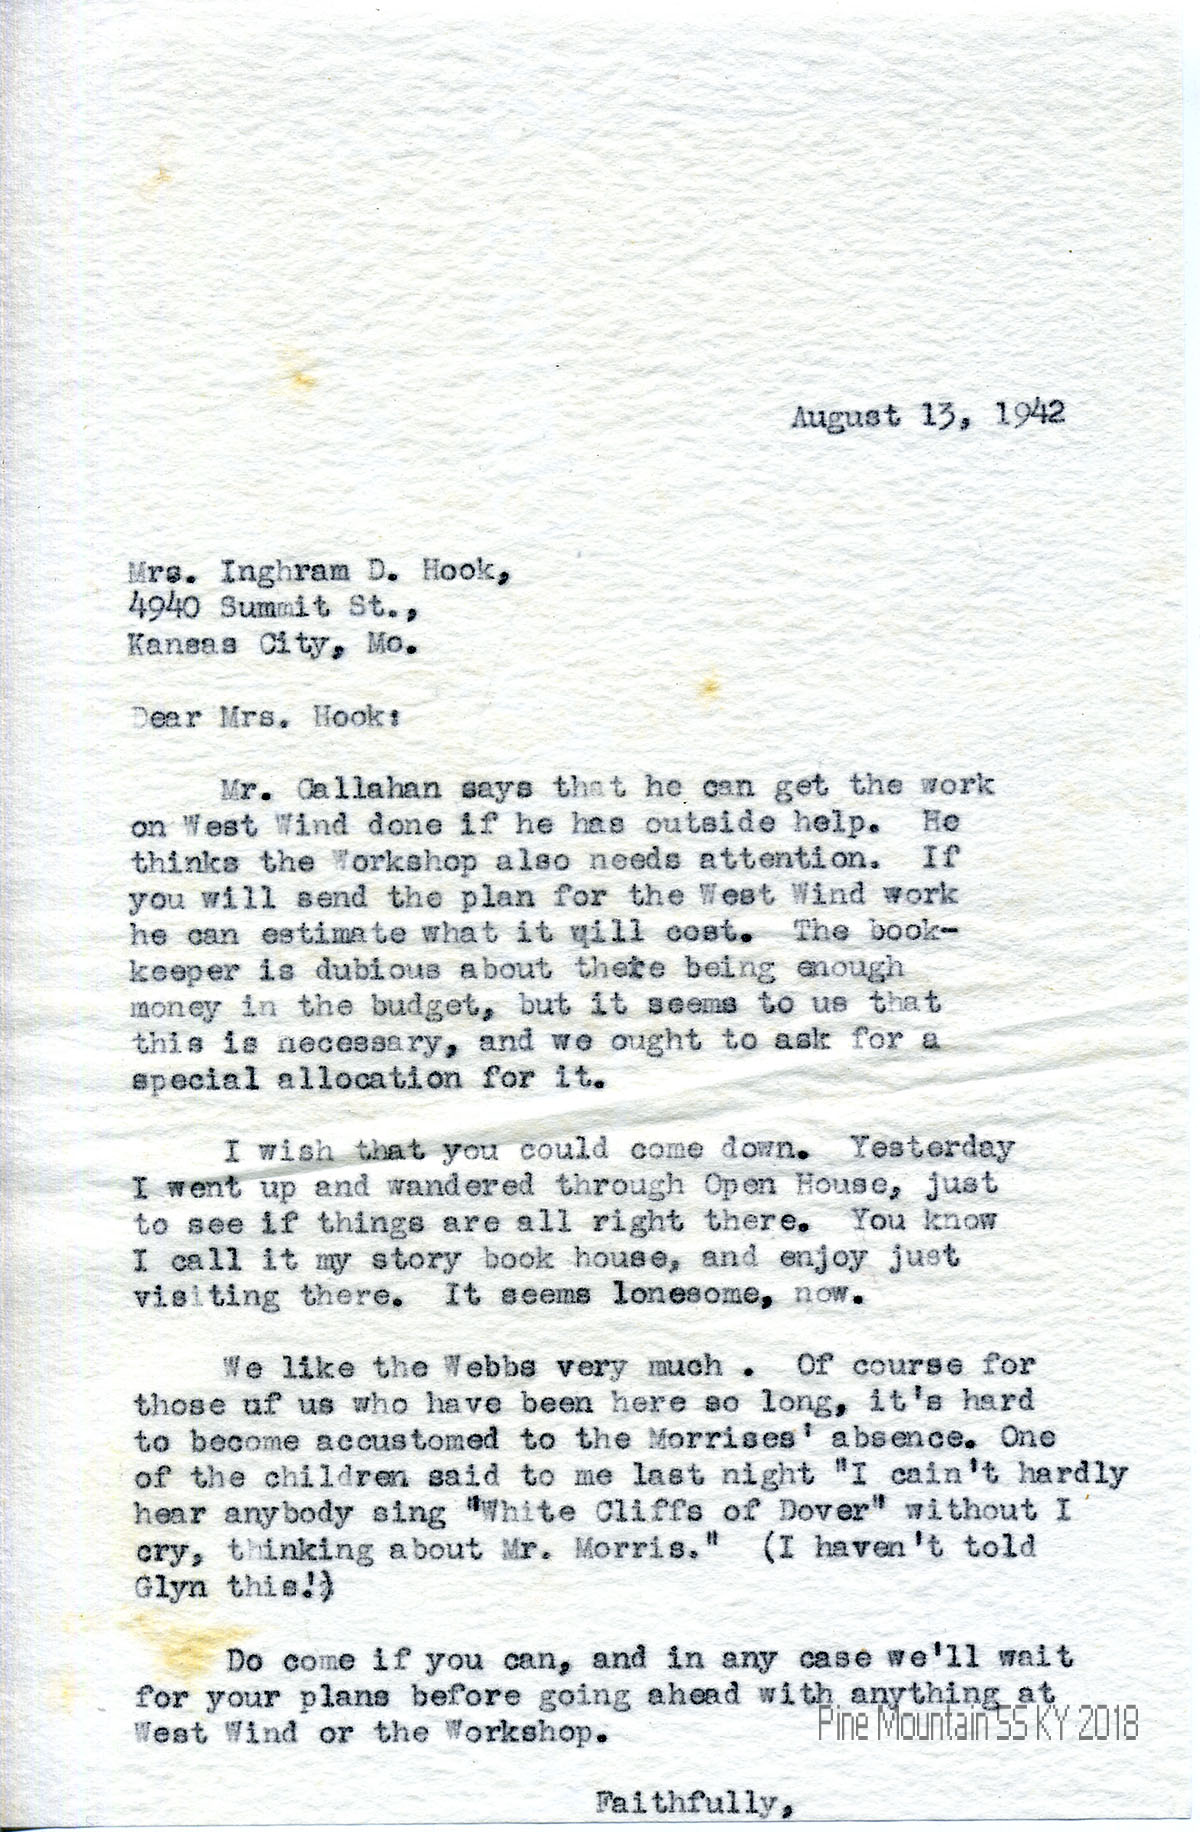 August 13, 1942
Mrs. Inghram D. Hook,
4940 Summit St.,
Kansas City, Mo.
Dear Mrs. Hook:
Mr. Callahan says that he can get the work
on West Wind done if he has outside help. He
thinks the Workshop also needs attention. If
you will send the plan for the West Wind work
he can estimate what it will cost. The book-
keeper is dubious about there being enough
money in the budget, but it seems to us that
this is necessary, and we ought to ask for a
special allocation for it.
I wish that you could come down. Yesterday
I went up and wandered through Open House, just
to see if things are all right there. You know
I call it my story book house, and enjoy just
visiting there. It seems lonesome, now.
We like the Webbs very much . Of course for
those uf us who have been here so long, it's hard
to become accustomed to the Morrises' absence. One
of the children said to me last night "I cain't hardly
hear anybody sing "White Cliffs of Dover" without I
cry, thinking about Mr. Morris." (I haven't told
Glyn this!)
Do come if you can, and in any case we'll wait
for your plans before going ahead with anything at
West Wind or the Workshop.
Pine Mountain SS KY 2018
Faithfully,